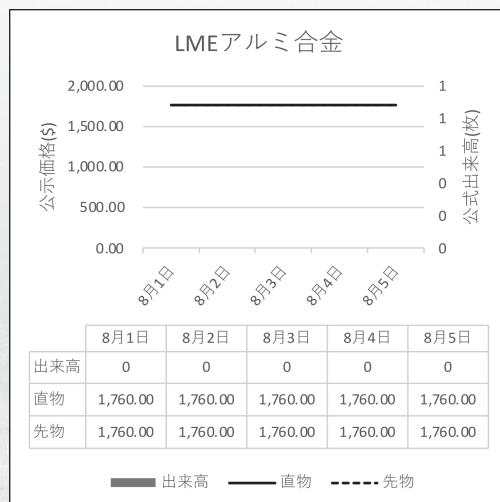 LMEアルミ合金
2,000.00
1,500.00
1,000.00
500.00
0.00
公示価格($)
1
1
1
0
0
0
公式出来高(枚)
8月1日 8月2日 8月3日 8月4日 8月5日
8月1日 8月2日 8月3日 8月4日 8月5日
出来高 0 0 0 0 0
直物 1,760.00 1,760.00 1,760.00 1,760.00 1,760.00
先物 1,760.00 1,760.00 1,760.00 1,760.00 1,760.00
出来高 直物 先物